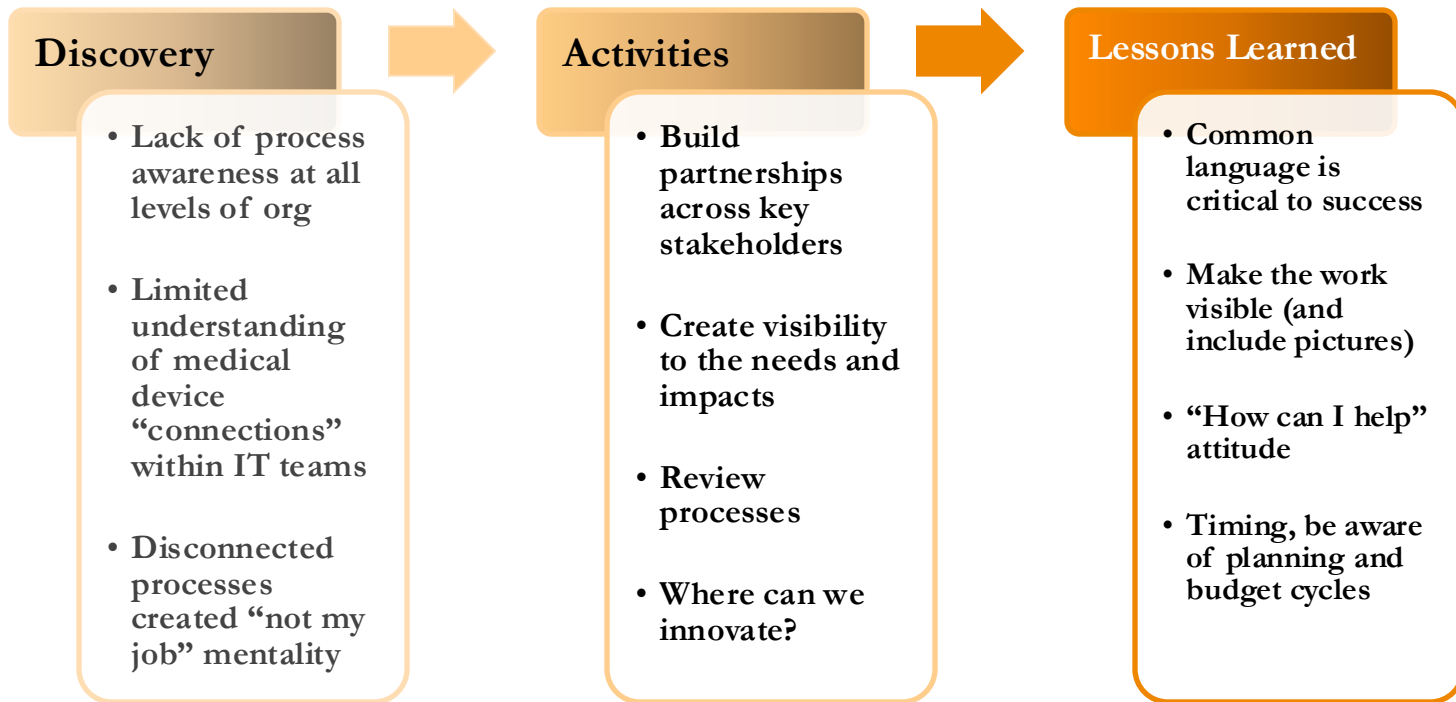 Discovery
• Lack of process
awareness at all
levels of org
• Limited
understanding
of medical
device
“connections”
within IT teams
• Disconnected
processes
created “not my
job” mentality
Activities
• Build
partnerships
across key
stakeholders
• Create visibility
to the needs and
impacts
• Review
processes
• Where can we
innovate?
Lessons Learned
• Common
language is
critical to success
• Make the work
visible (and
include pictures)
• “How can I help”
attitude
• Timing, be aware
of planning and
budget cycles